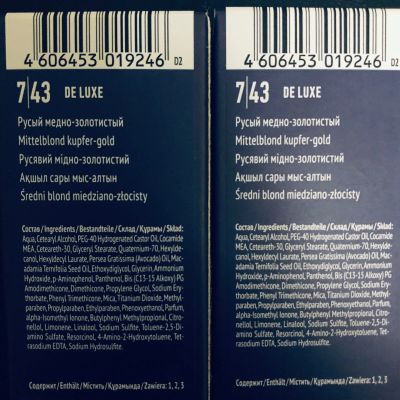 4 606453 019246 D2
7|43 DE LUXE
Русый медно-золотистый
Mittelblond kupfer-gold
Русявий мідно-золотистий
Ақшыл сары мыс-алтын
Średni blond miedziano-złocisty
Состав/Ingredients/Bestandteile/Склад/Құрамы/Skład:
Aqua, Cetearyl Alcohol, PEG-40 Hydrogenated Castor Oil, Cocamide
MEA, Ceteareth-30, Glyceryl Stearate, Quaternium-70, Hexylde-
canol, Hexyldecyl Laurate, Persea Gratissima (Avocado) Oil, Mac-
adamia Ternifolia Seed Oil, Ethoxydiglycol, Glycerin, Ammonium
Hydroxide, p-Aminophenol, Panthenol, Bis (C13-15 Alkoxy) PG
Amodimethicone, Dimethicone, Propylene Glycol, Sodium Ery-
thorbate, Phenyl Trimethicone, Mica, Titanium Dioxide, Methyl-
paraben, Propylparaben, Ethylparaben, Phenoxyethanol, Parfum,
alpha-Isomethyl Ionone, Butylphenyl Methylpropional, Citro-
nellol, Limonene, Linalool, Sodium Sulfite, Toluene-2,5-Di-
amino Sulfate, Resorcinol, 4-Amino-2-Hydroxytoluene, Tet-
rasodium EDTA, Sodium Hydrosulfite.
Содержит/Enthält/Містить/Құрамында/Zawiera: 1, 2, 3
4 606453 019246 D2
7|43 DE LUXE
Русый медно-золотистый
Mittelblond kupfer-gold
Русявий мідно-золотистий
Ақшыл сары мыс-алтын
Średni blond miedziano-złocisty
Состав/Ingredients/Bestandteile/Склад/Құрамы/Skład:
Aqua, Cetearyl Alcohol, PEG-40 Hydrogenated Castor Oil, Cocamide
MEA, Ceteareth-30, Glyceryl Stearate, Quaternium-70, Hexylde-
canol, Hexyldecyl Laurate, Persea Gratissima (Avocado) Oil, Mac-
adamia Ternifolia Seed Oil, Ethoxydiglycol, Glycerin, Ammonium
Hydroxide, p-Aminophenol, Panthenol, Bis (C13-15 Alkoxy) PG
Amodimethicone, Dimethicone, Propylene Glycol, Sodium Ery-
thorbate, Phenyl Trimethicone, Mica, Titanium Dioxide, Methyl-
paraben, Propylparaben, Ethylparaben, Phenoxyethanol, Parfum,
alpha-Isomethyl Ionone, Butylphenyl Methylpropional, Citro-
nellol, Limonene, Linalool, Sodium Sulfite, Toluene-2,5-Di-
amino Sulfate, Resorcinol, 4-Amino-2-Hydroxytoluene, Tet-
rasodium EDTA, Sodium Hydrosulfite.
Содержит/Enthält/Містить/Құрамында/Zawiera: 1, 2, 3